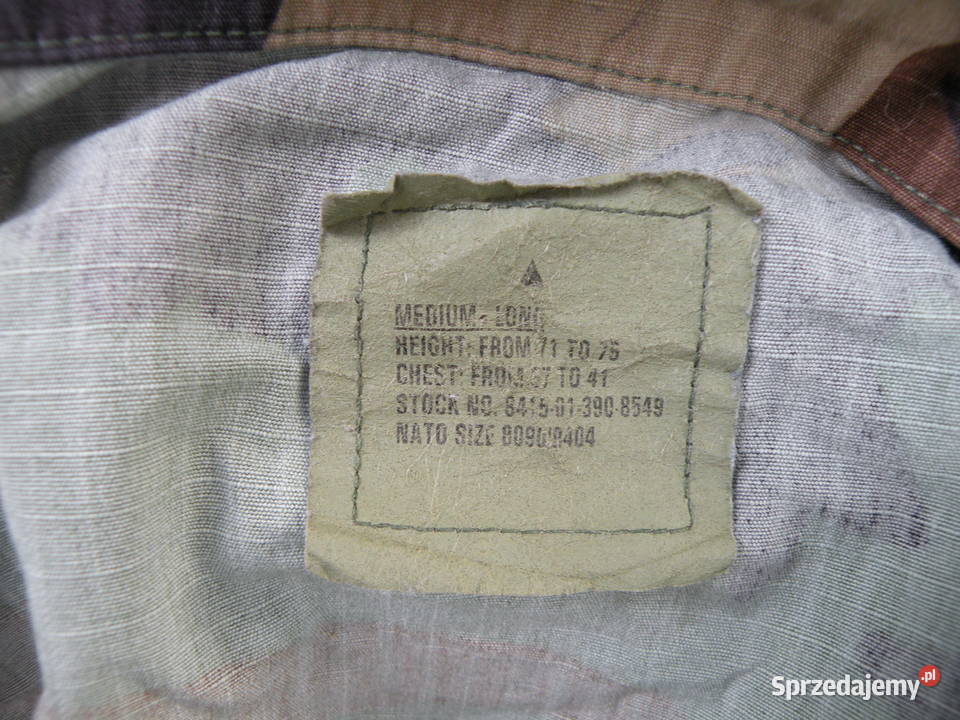 MEDIUM - LONG
HEIGHT: FROM 71 TO 75
CHEST: FROM 37 TO 41
STOCK NO. 8415-01-390-8549
NATO SIZE 8090/9404
Sprzedajemy.pl